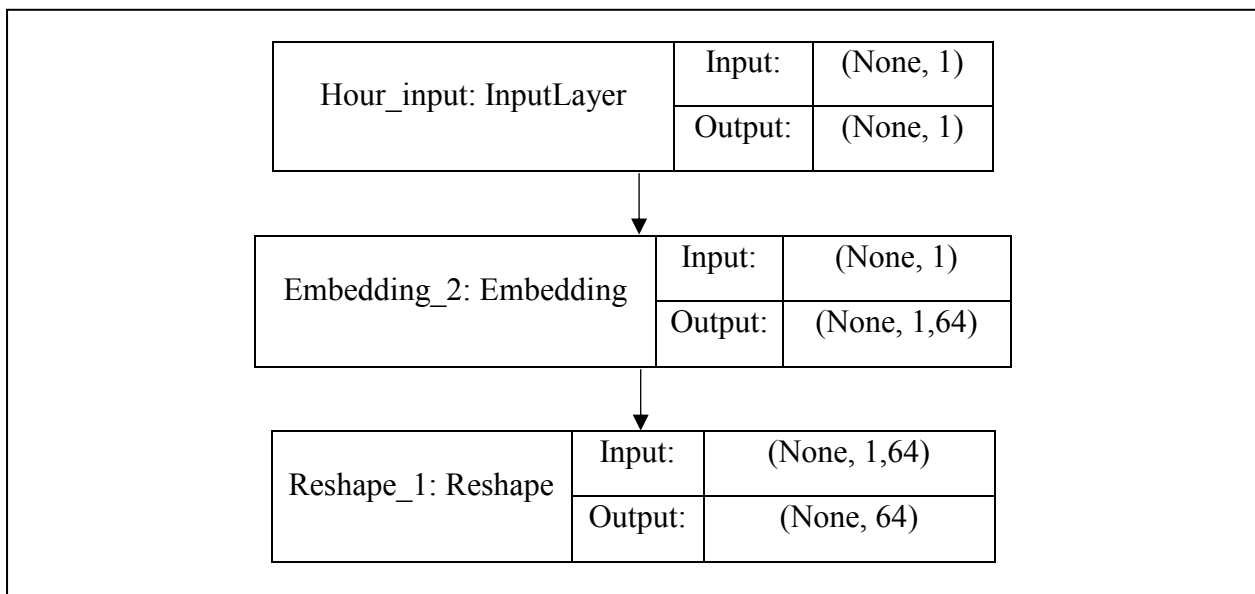 Hour_input: InputLayer
Input:
(None, 1)
Output:
(None, 1)
Embedding_2: Embedding
Input:
(None, 1)
Output:
(None, 1,64)
Reshape_1: Reshape
Input:
(None, 1,64)
Output:
(None, 64)